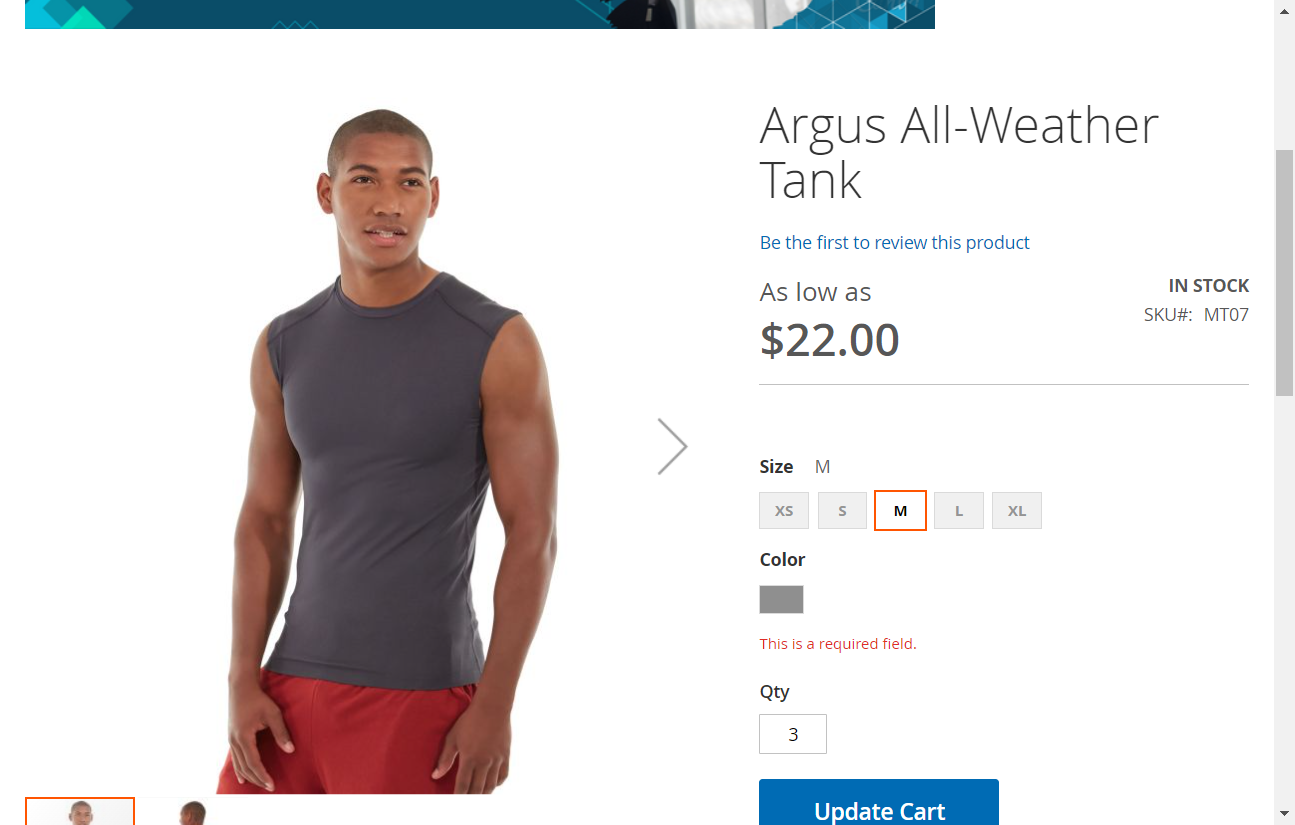 Argus All-Weather
Tank
Be the first to review this product
As low as
$22.00
IN STOCK
SKU#: MT07
Size M
XS S M L XL
Color
This is a required field.
Qty
3
Update Cart